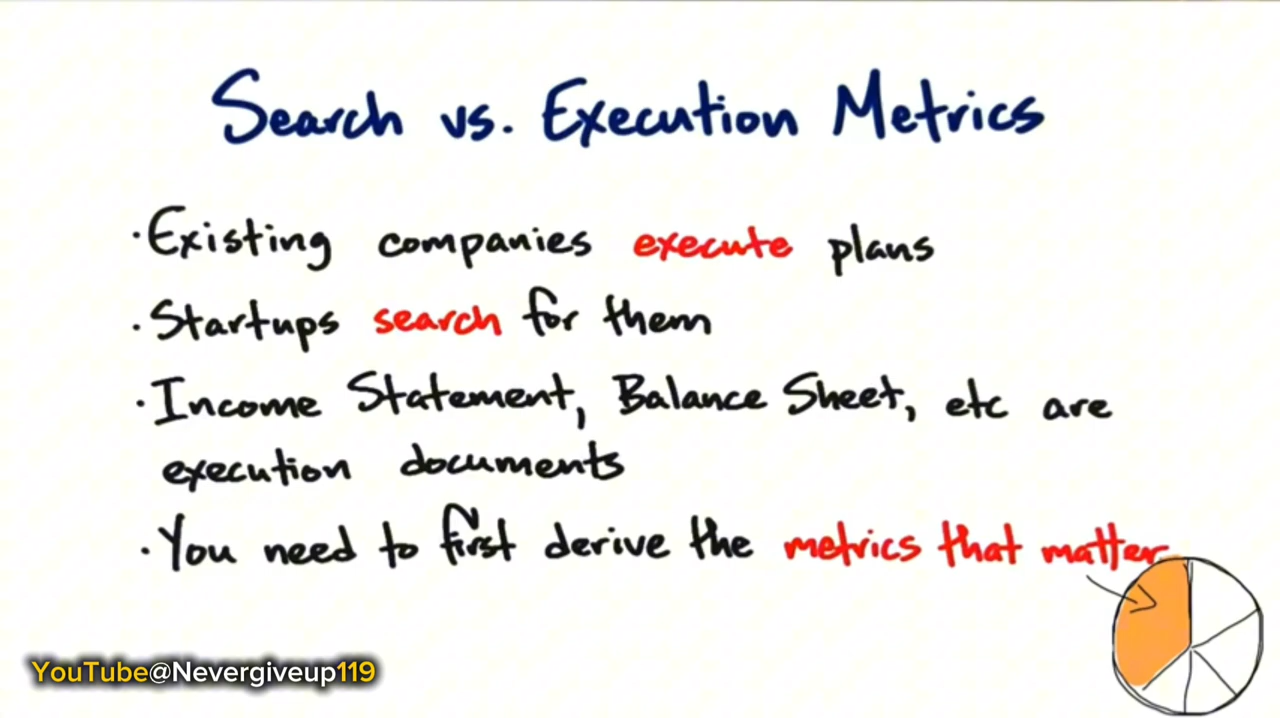 Search vs. Execution Metrics
· Existing companies execute plans
· Startups search for them
· Income Statement, Balance Sheet, etc are
execution documents
· You need to first derive the metrics that matter
YouTube@Nevergiveup119